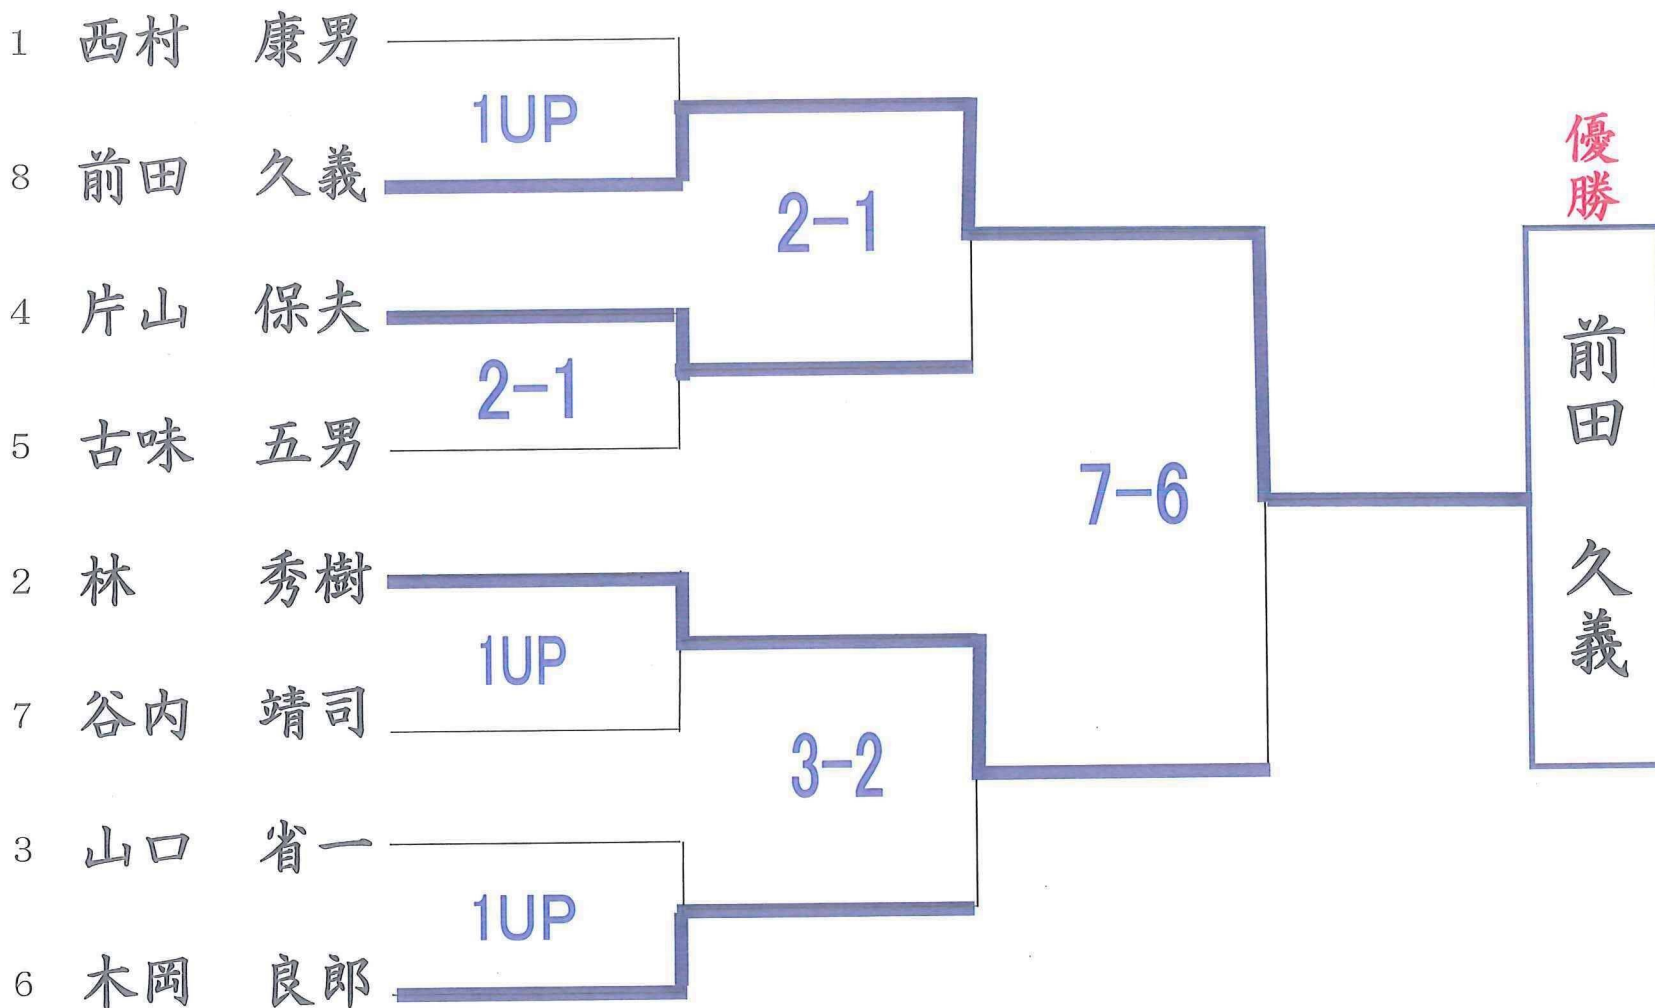 1 西村 康男
1UP
8 前田 久義
2-1
4 片山 保夫
2-1
5 古味 五男
7-6
2 林 秀樹
1UP
7 谷内 靖司
3-2
3 山口 省一
1UP
6 木岡 良郎
優勝
前田 久義